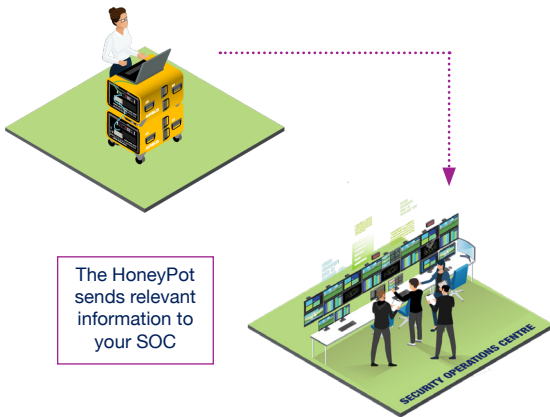 The HoneyPot
sends relevant
information to
your SOC
SECURITY OPERATIONS CENTRE